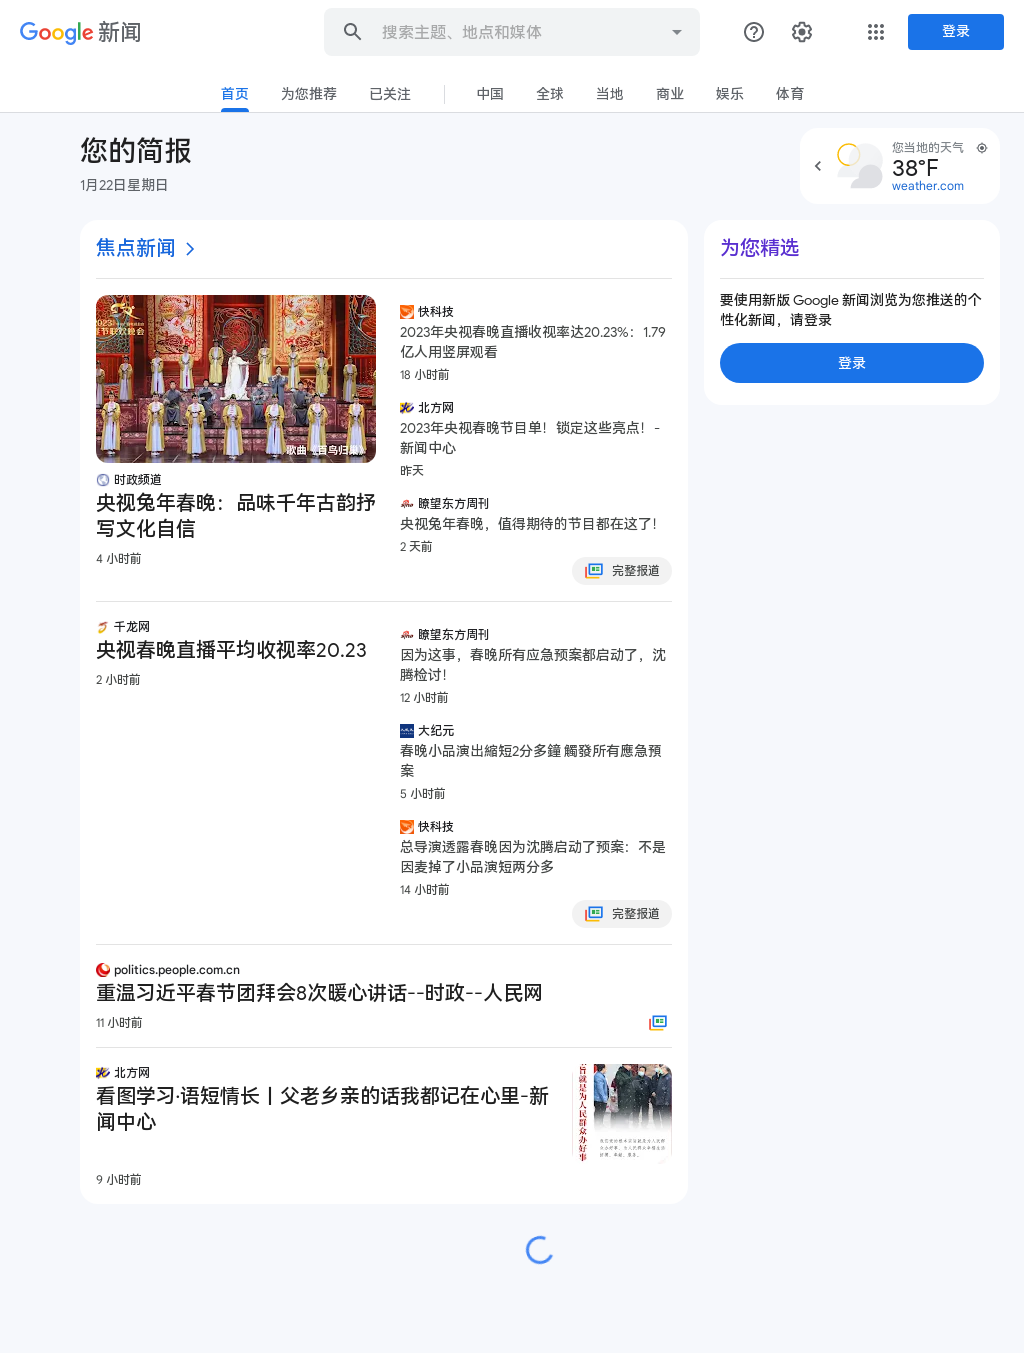 Google 新闻
搜索主题、地点和媒体
登录
首页
为您推荐
已关注
中国
全球
当地
商业
娱乐
体育
您的简报
1月22日星期日
您当地的天气
38°F
weather.com
焦点新闻
歌曲《百鸟归巢》
时政频道
央视兔年春晚：品味千年古韵抒
写文化自信
4 小时前
快科技
2023年央视春晚直播收视率达20.23%：1.79
亿人用竖屏观看
18 小时前
北方网
2023年央视春晚节目单！锁定这些亮点！-
新闻中心
昨天
瞭望东方周刊
央视兔年春晚，值得期待的节目都在这了！
2 天前
完整报道
千龙网
央视春晚直播平均收视率20.23
2 小时前
瞭望东方周刊
因为这事，春晚所有应急预案都启动了，沈
腾检讨！
12 小时前
大纪元
春晚小品演出縮短2分多鐘 觸發所有應急預
案
5 小时前
快科技
总导演透露春晚因为沈腾启动了预案：不是
因麦掉了小品演短两分多
14 小时前
完整报道
politics.people.com.cn
重温习近平春节团拜会8次暖心讲话--时政--人民网
11 小时前
北方网
看图学习·语短情长丨父老乡亲的话我都记在心里-新
闻中心
9 小时前
就是为人民群众办好事
为您精选
要使用新版 Google 新闻浏览为您推送的个
性化新闻，请登录
登录